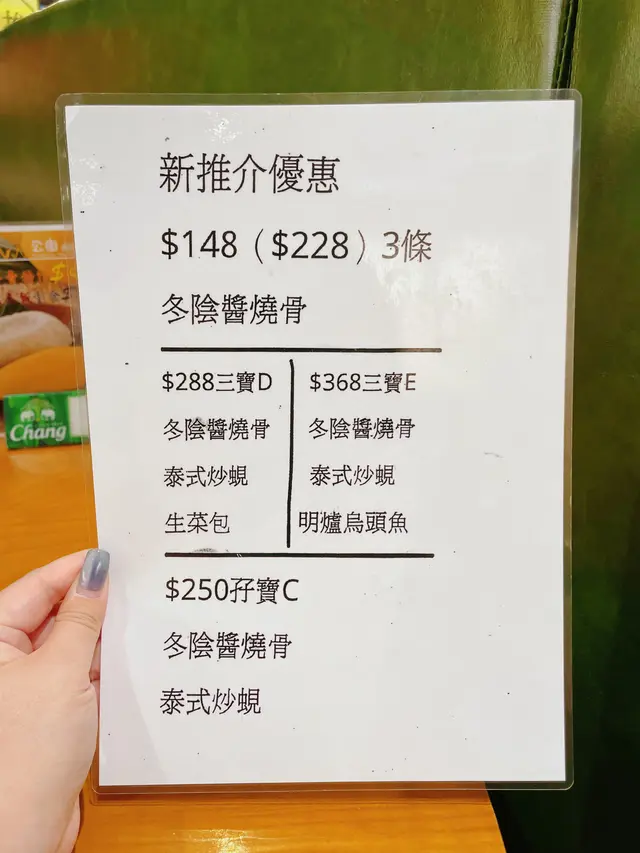 新推介優惠
$148（$228）3條
冬陰醬燒骨
$288三寶D
冬陰醬燒骨
泰式炒蜆
生菜包
$368三寶E
冬陰醬燒骨
泰式炒蜆
明爐烏頭魚
$250孖寶C
冬陰醬燒骨
泰式炒蜆
Chang